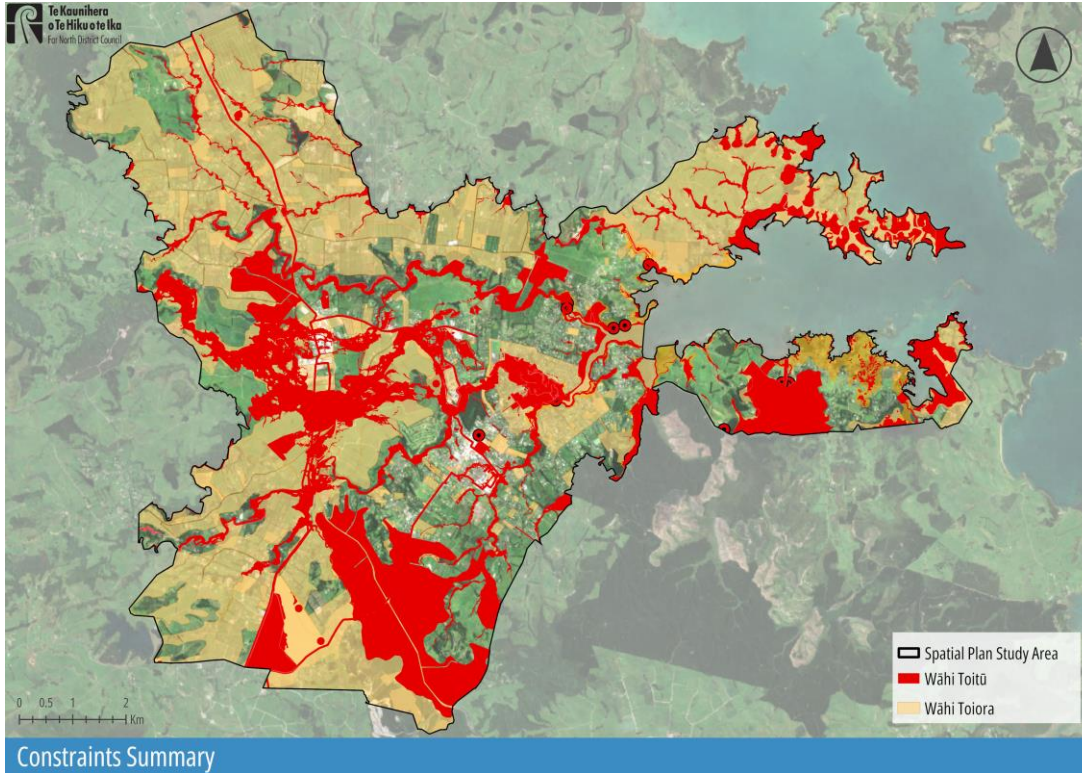 Te Kaunihera
o Te Hiku o te Ika
Far North District Council
Spatial Plan Study Area
Wāhi Toitū
Wāhi Toiora
0 0.5 1 2
Km
Constraints Summary